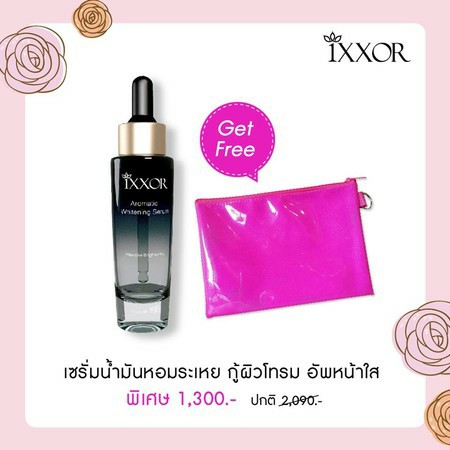 iXXOR
Get
Free
iXXOR
Aromatic
Whitening Serum
เซรั่มน้ำมันหอมระเหย กู้ผิวโทรม อัพหน้าใส
พิเศษ 1,300.- ปกติ 2,090.-